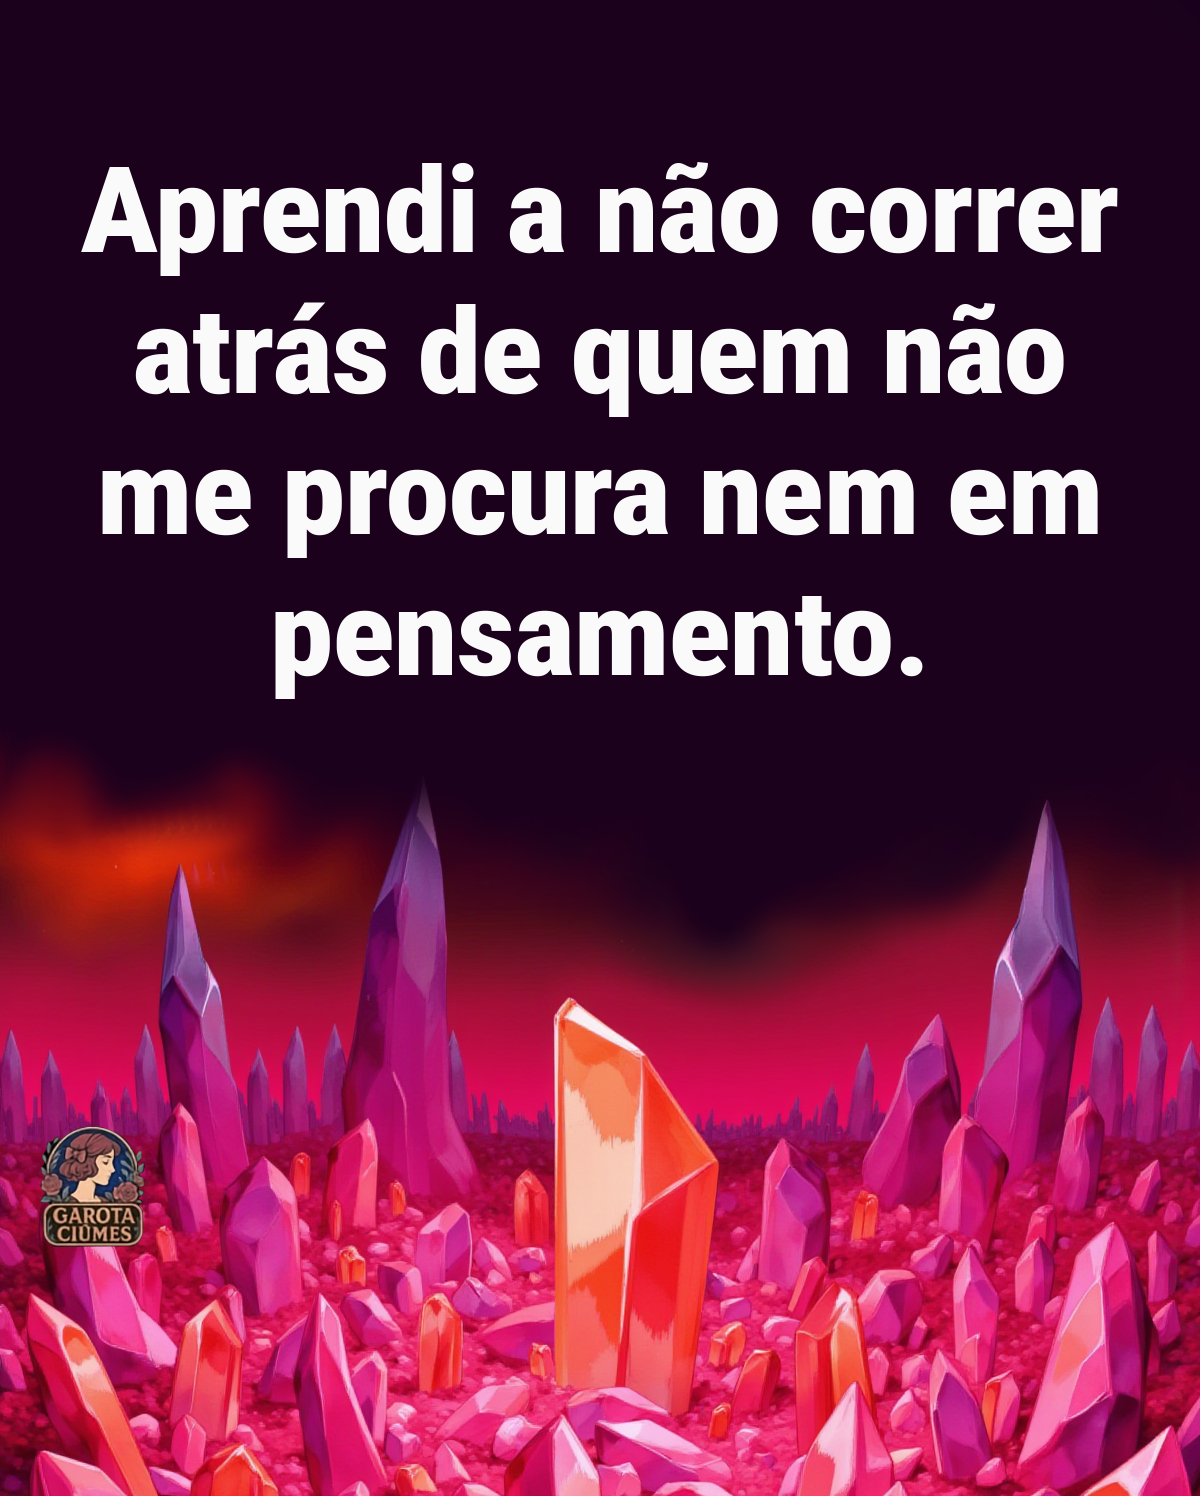 Aprendi a não correr
atrás de quem não
me procura nem em
pensamento.
GAROTA
CIÚMES